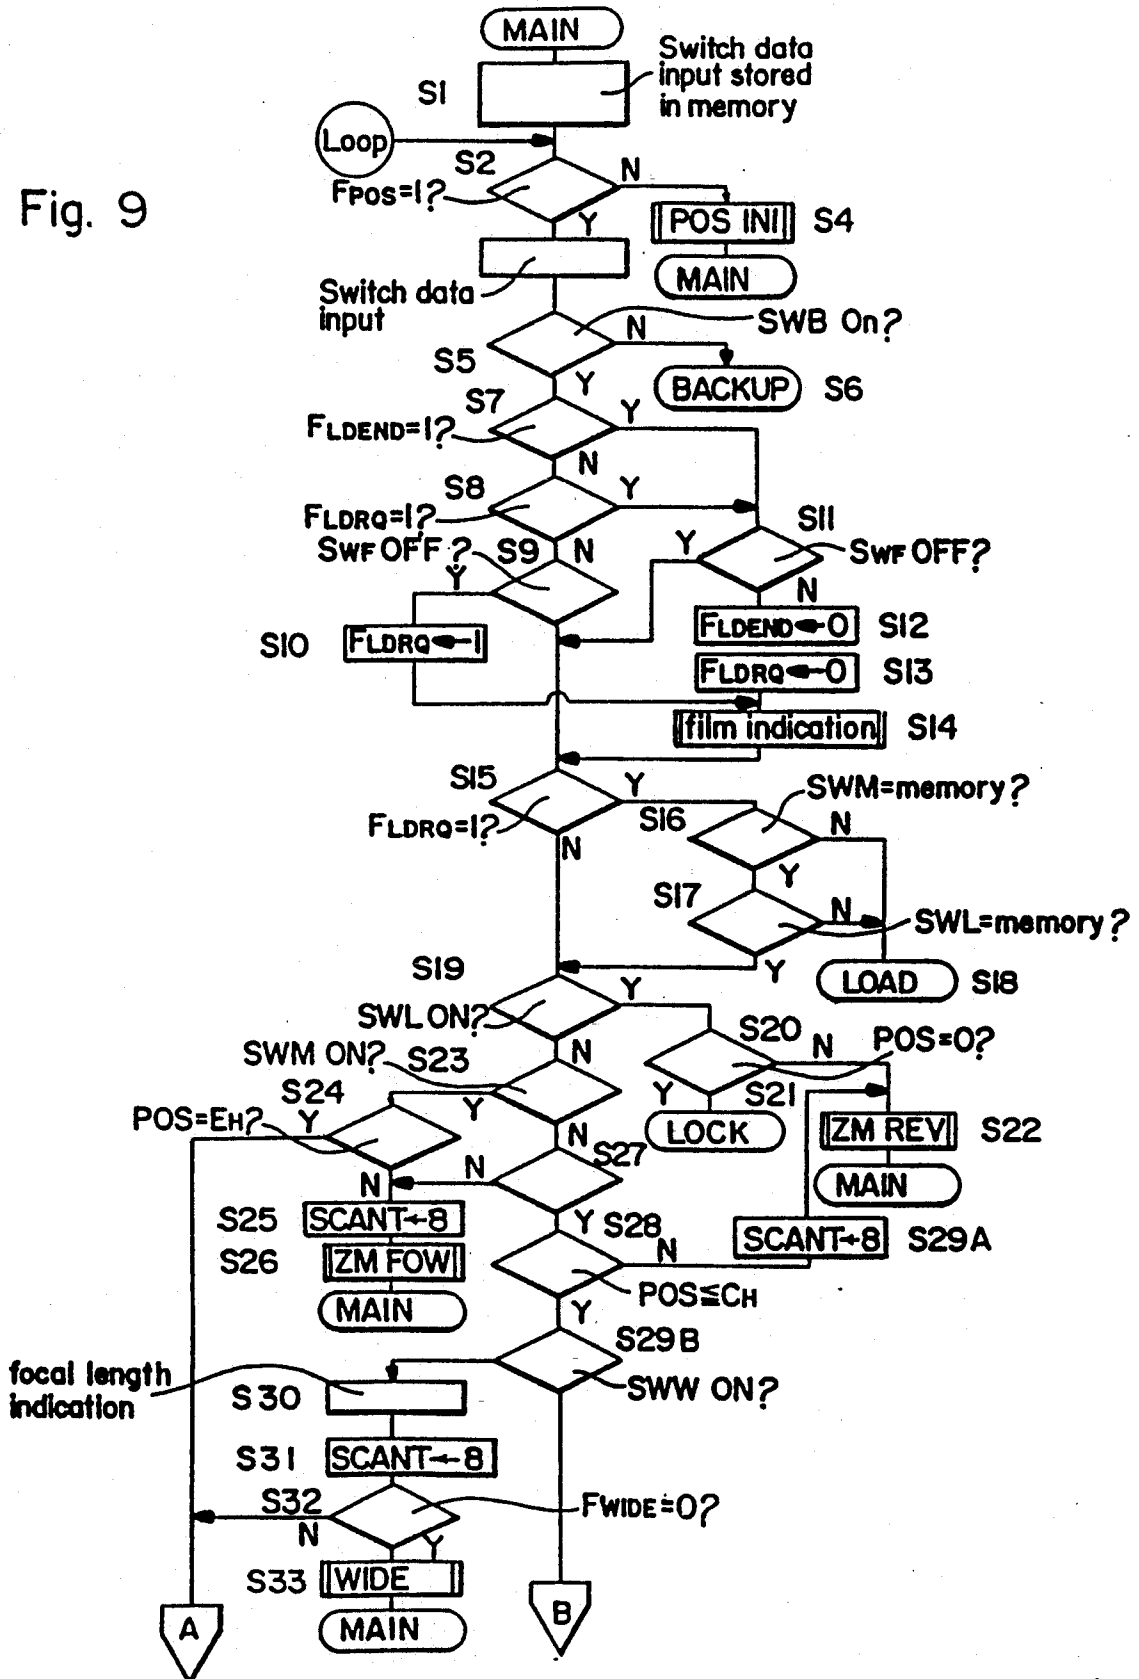 MAIN
Switch data
input stored
in memory
S1
Loop
S2
N
FPOS=1?
Fig. 9
Y
POS INI
S4
MAIN
Switch data
input
SWB On?
N
S5
Y
BACKUP
S6
S7
Y
FLDEND=1?
N
S8
Y
FLDRQ=1?
S11
SWF OFF?
S9
N
Y
SWF OFF?
Y
N
S10
FLDRQ←1
FLDEND←0
S12
FLDRQ←0
S13
film indication
S14
S15
Y
SWM=memory?
FLDRQ=1?
S16
N
N
Y
S17
N
SWL=memory?
Y
S19
Y
LOAD
S18
SWL ON?
S20
POS=0?
N
N
SWM ON?
S23
S24
Y
Y
S21
POS=EH?
Y
LOCK
ZM REV
S22
N
S27
N
N
MAIN
S25
SCANT←8
Y
S28
SCANT←8
S29A
N
S26
ZM FOW
POS≦CH
MAIN
Y
S29B
focal length
indication
S30
SWW ON?
S31
SCANT←8
S32
FWIDE=0?
N
Y
S33
WIDE
MAIN
A
B